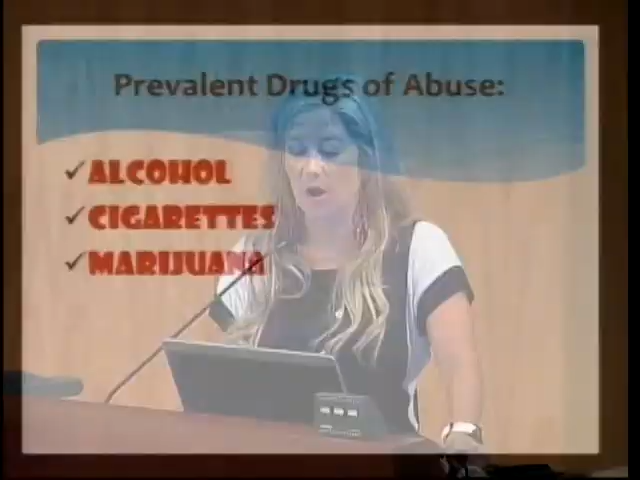 Prevalent Drugs of Abuse:
ALCOHOL
CIGARETTES
MARIJUANA